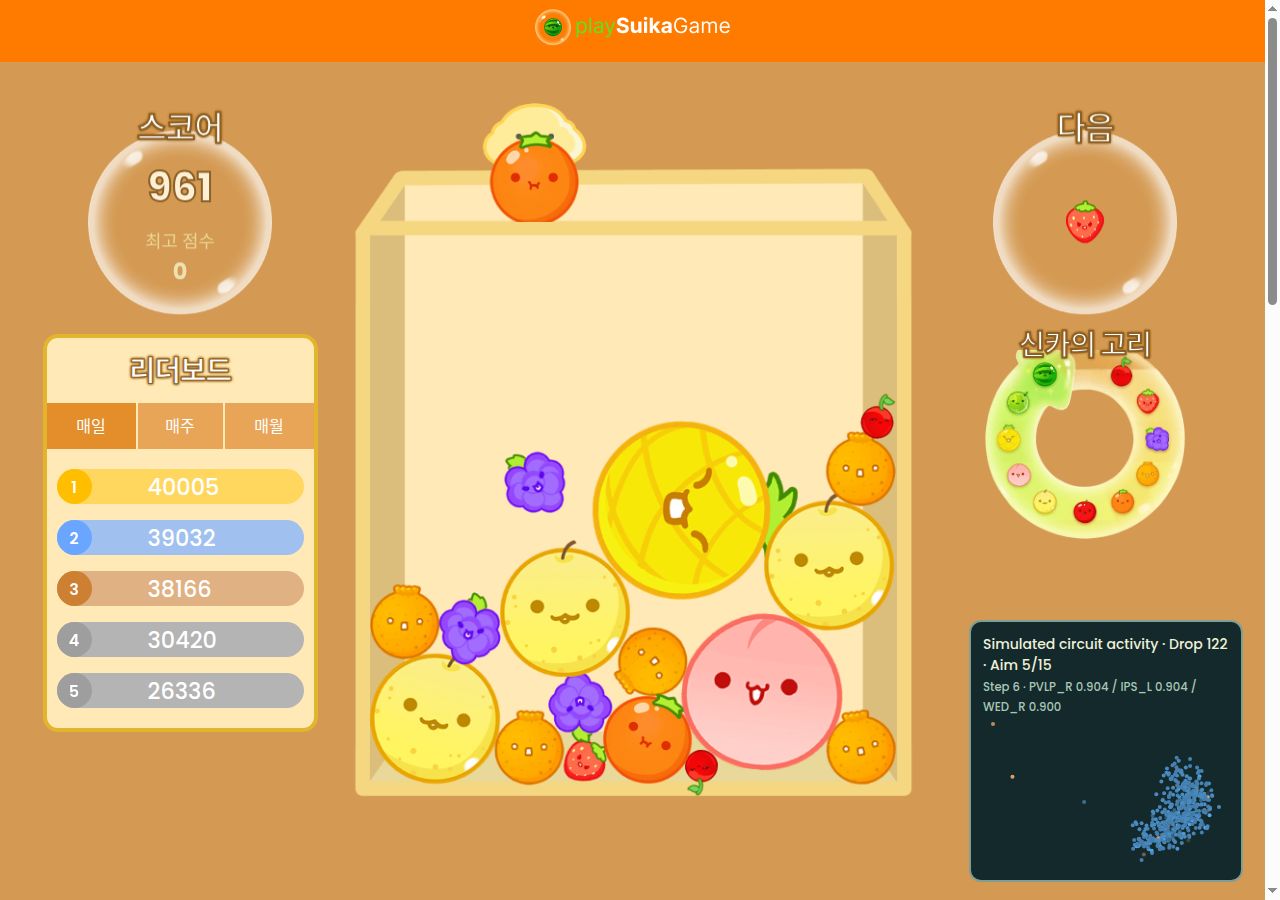 playSuikaGame
스코어
961
최고 점수
0
다음
리더보드
매일 매주 매월
1 40005
2 39032
3 38166
4 30420
5 26336
신카의 고리
Simulated circuit activity · Drop 122
· Aim 5/15
Step 6 · PVLP_R 0.904 / IPS_L 0.904 /
WED_R 0.900